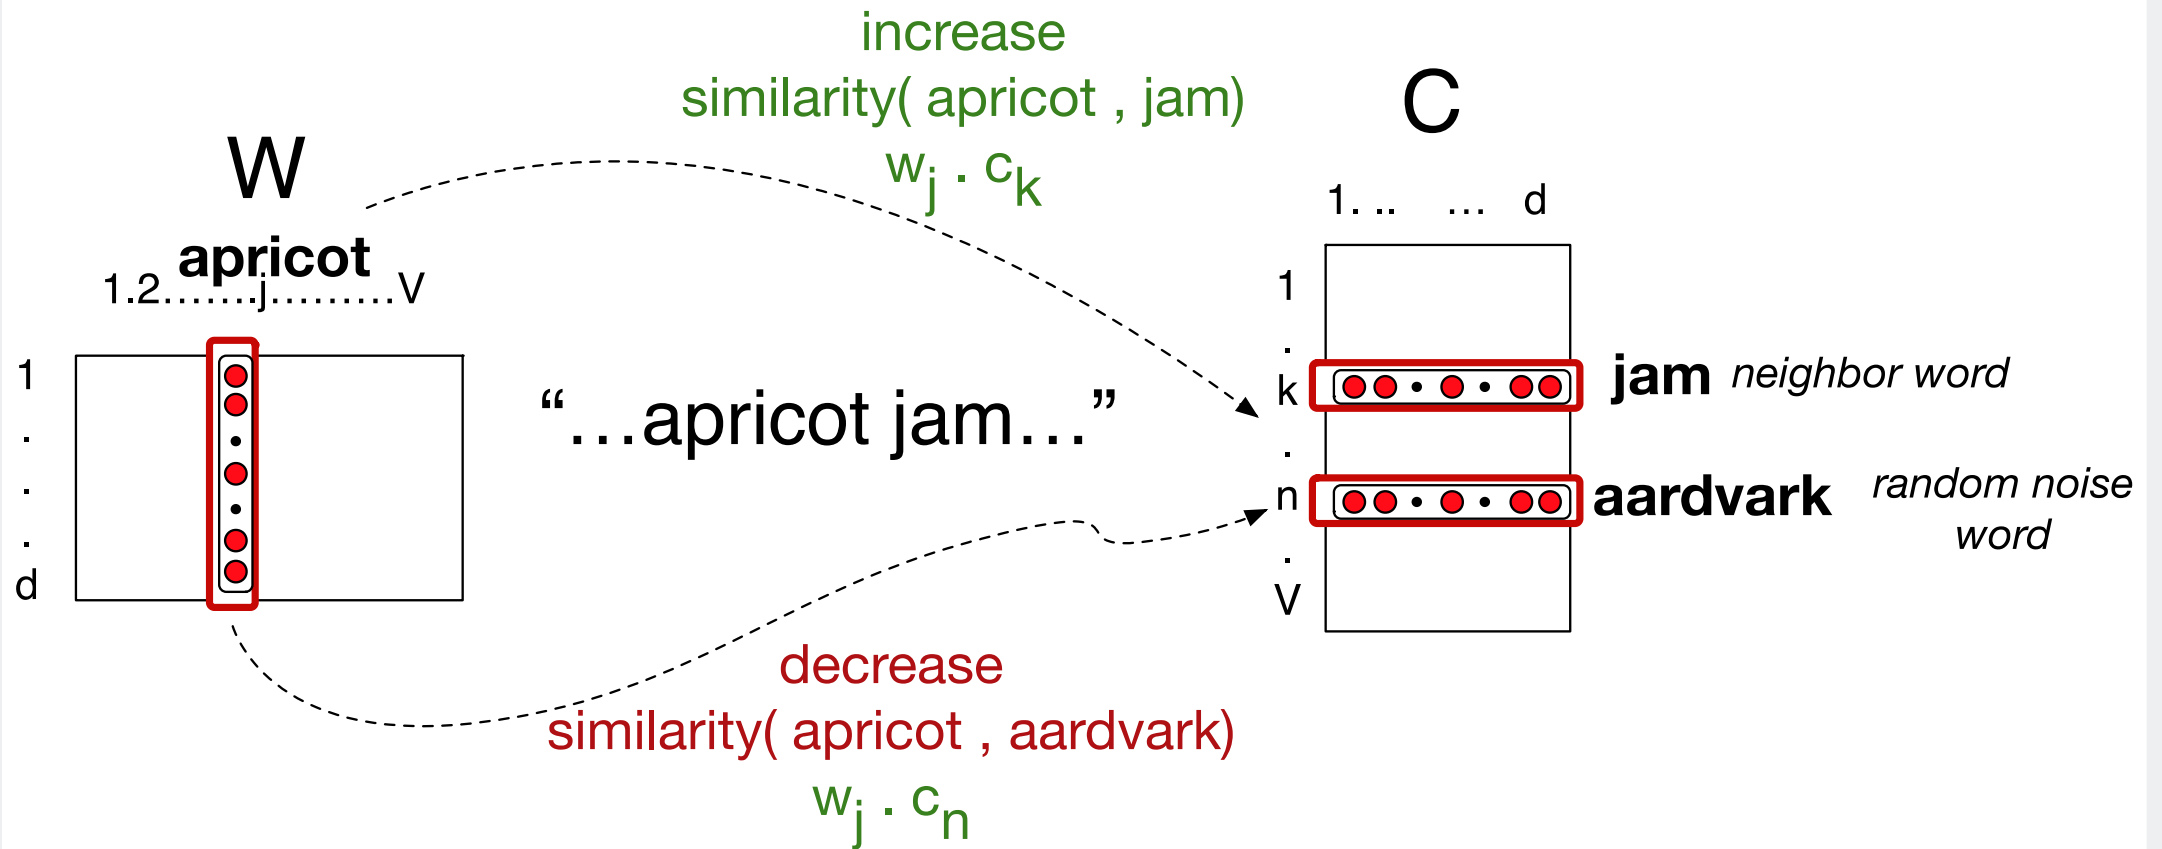 increase
similarity( apricot , jam)
wj . ck
W
apricot
1.2.......j.........V
1
.
.
.
d
“...apricot jam...”
C
1. .. ... d
1
.
k
.
n
.
V
jam neighbor word
aardvark random noise
word
decrease
similarity( apricot , aardvark)
wj . cn